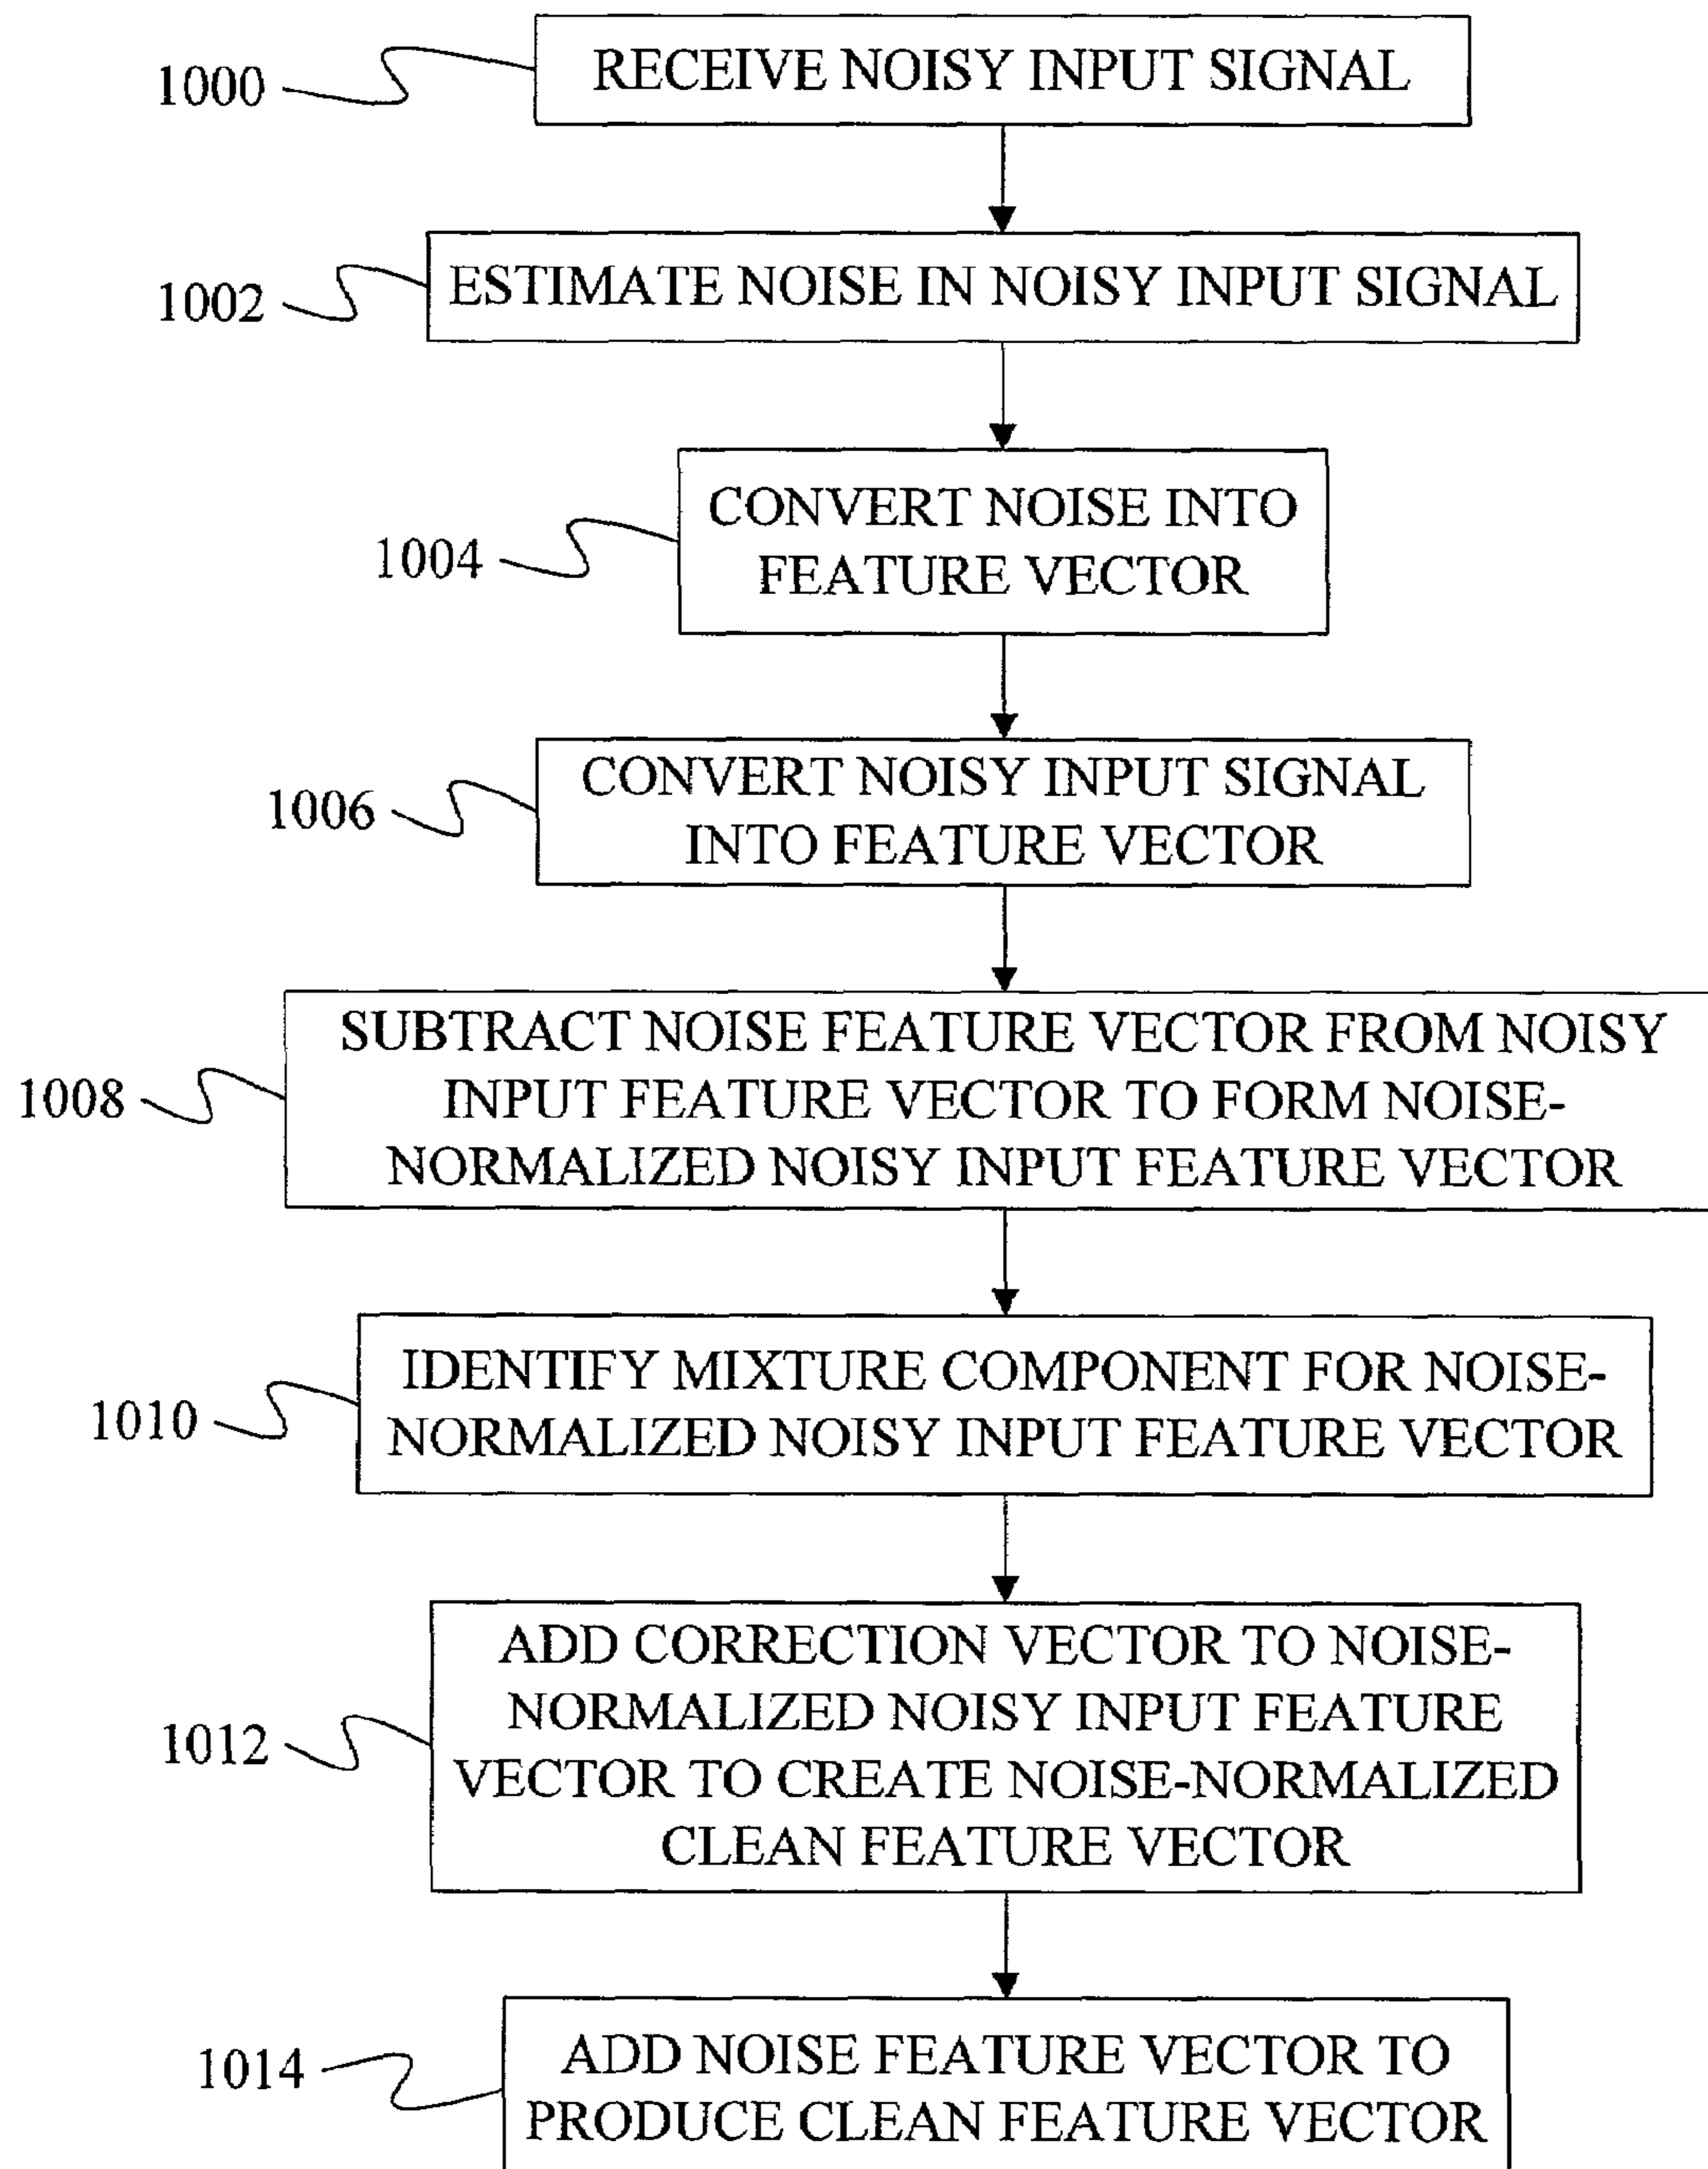 RECEIVE NOISY INPUT SIGNAL
1000
ESTIMATE NOISE IN NOISY INPUT SIGNAL
1002
CONVERT NOISE INTO
FEATURE VECTOR
1004
CONVERT NOISY INPUT SIGNAL
INTO FEATURE VECTOR
1006
SUBTRACT NOISE FEATURE VECTOR FROM NOISY
INPUT FEATURE VECTOR TO FORM NOISE-
NORMALIZED NOISY INPUT FEATURE VECTOR
1008
IDENTIFY MIXTURE COMPONENT FOR NOISE-
NORMALIZED NOISY INPUT FEATURE VECTOR
1010
ADD CORRECTION VECTOR TO NOISE-
NORMALIZED NOISY INPUT FEATURE
VECTOR TO CREATE NOISE-NORMALIZED
CLEAN FEATURE VECTOR
1012
ADD NOISE FEATURE VECTOR TO
PRODUCE CLEAN FEATURE VECTOR
1014